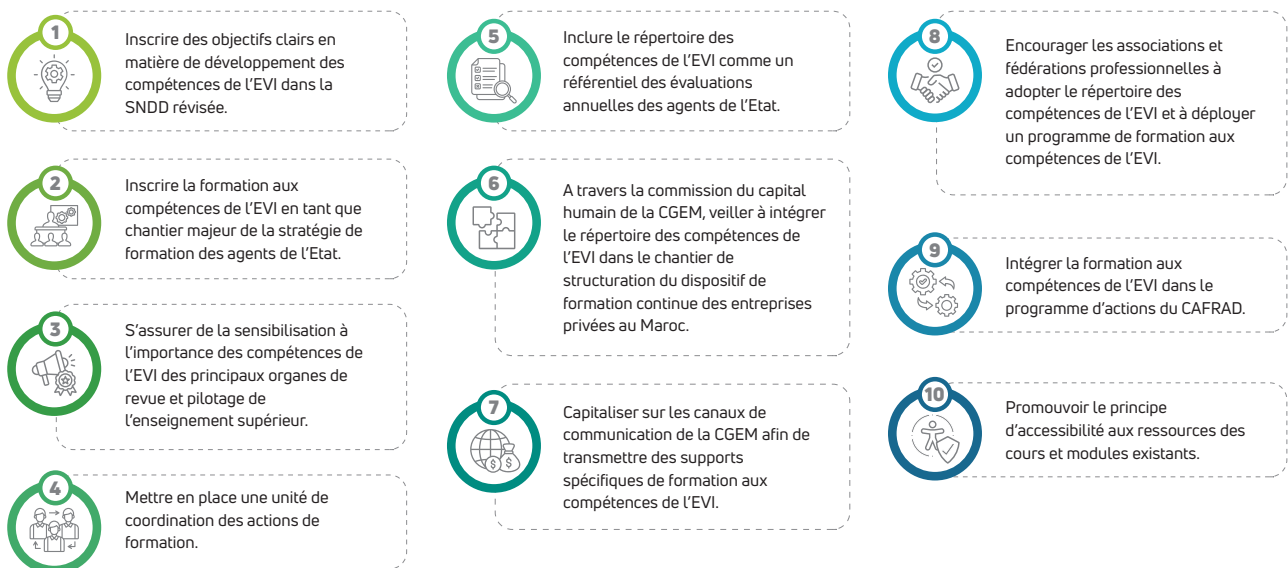 1
Inscrire des objectifs clairs en
matière de développement des
compétences de l'EVI dans la
SNDD révisée.
2
Inscrire la formation aux
compétences de l'EVI en tant que
chantier majeur de la stratégie de
formation des agents de l'Etat.
3
S'assurer de la sensibilisation à
l'importance des compétences de
l'EVI des principaux organes de
revue et pilotage de
l'enseignement supérieur.
4
Mettre en place une unité de
coordination des actions de
formation.
5
Inclure le répertoire des
compétences de l'EVI comme un
référentiel des évaluations
annuelles des agents de l'Etat.
6
A travers la commission du capital
humain de la CGEM, veiller à intégrer
le répertoire des compétences de
l'EVI dans le chantier de
structuration du dispositif de
formation continue des entreprises
privées au Maroc.
7
Capitaliser sur les canaux de
communication de la CGEM afin de
transmettre des supports
spécifiques de formation aux
compétences de l'EVI.
8
Encourager les associations et
fédérations professionnelles à
adopter le répertoire des
compétences de l'EVI et à déployer
un programme de formation aux
compétences de l'EVI.
9
Intégrer la formation aux
compétences de l'EVI dans le
programme d'actions du CAFRAD.
10
Promouvoir le principe
d'accessibilité aux ressources des
cours et modules existants.